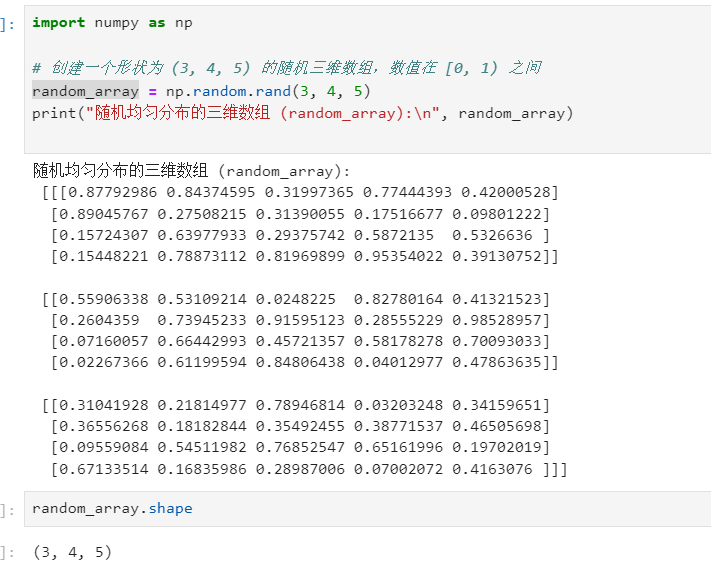 ]:
import numpy as np
# 创建一个形状为 (3, 4, 5) 的随机三维数组，数值在 [0, 1) 之间
random_array = np.random.rand(3, 4, 5)
print("随机均匀分布的三维数组 (random_array):\n", random_array)
随机均匀分布的三维数组 (random_array):
[[[0.87792986 0.84374595 0.31997365 0.77444393 0.42000528]
[0.89045767 0.27508215 0.31390055 0.17516677 0.09801222]
[0.15724307 0.63977933 0.29375742 0.5872135  0.5326636 ]
[0.15448221 0.78873112 0.81969899 0.95354022 0.39130752]]
[[0.55906338 0.53109214 0.0248225  0.82780164 0.41321523]
[0.2604359  0.73945233 0.91595123 0.28555229 0.98528957]
[0.07160057 0.66442993 0.45721357 0.58178278 0.70093033]
[0.02267366 0.61199594 0.84806438 0.04012977 0.47863635]]
[[0.31041928 0.21814977 0.78946814 0.03203248 0.34159651]
[0.36556268 0.18182844 0.35492455 0.38771537 0.46505698]
[0.09559084 0.54511982 0.76852547 0.65161996 0.19702019]
[0.67133514 0.16835986 0.28987006 0.07002072 0.4163076 ]]]
]: random_array.shape
]: (3, 4, 5)